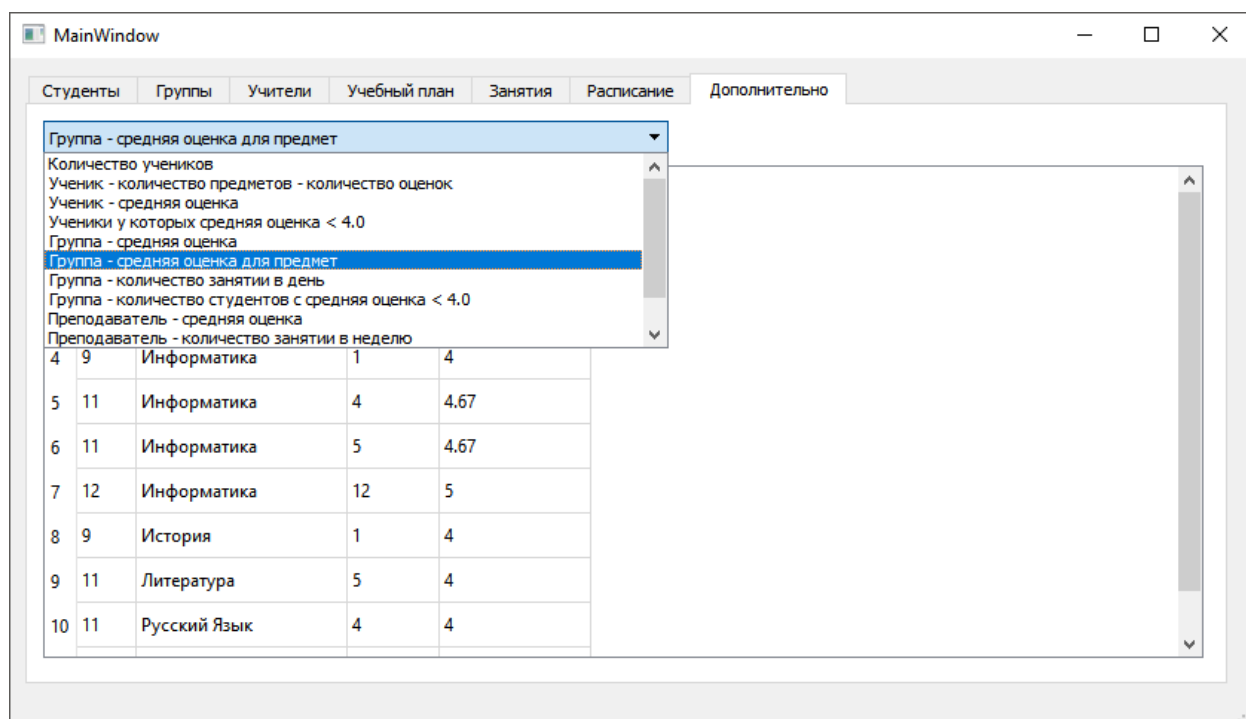 MainWindow
Студенты Группы Учители Учебный план Занятия Расписание Дополнительно
Группа - средняя оценка для предмет
Количество учеников
Ученик - количество предметов - количество оценок
Ученик - средняя оценка
Ученики у которых средняя оценка < 4.0
Группа - средняя оценка
Группа - средняя оценка для предмет
Группа - количество занятии в день
Группа - количество студентов с средняя оценка < 4.0
Преподаватель - средняя оценка
Преподаватель - количество занятии в неделю
4 9 Информатика 1 4
5 11 Информатика 4 4.67
6 11 Информатика 5 4.67
7 12 Информатика 12 5
8 9 История 1 4
9 11 Литература 5 4
10 11 Русский Язык 4 4